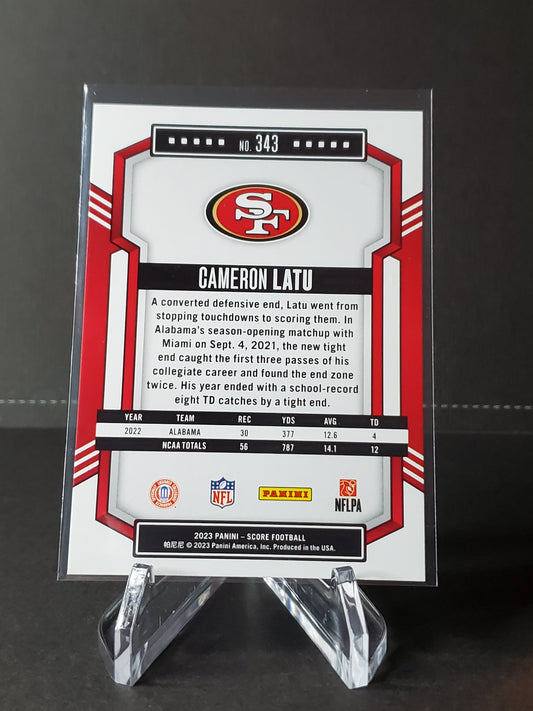 NO. 343
SF
CAMERON LATU
A converted defensive end, Latu went from
stopping touchdowns to scoring them. In
Alabama's season-opening matchup with
Miami on Sept. 4, 2021, the new tight
end caught the first three passes of his
collegiate career and found the end zone
twice. His year ended with a school-record
eight TD catches by a tight end.
YEAR TEAM REC YDS AVG TD
2022 ALABAMA 30 377 12.6 4
NCAA TOTALS 56 787 14.1 12
NFL PANINI NFLPA
2023 PANINI – SCORE FOOTBALL
帕尼尼 © 2023 Panini America, Inc. Produced in the USA.